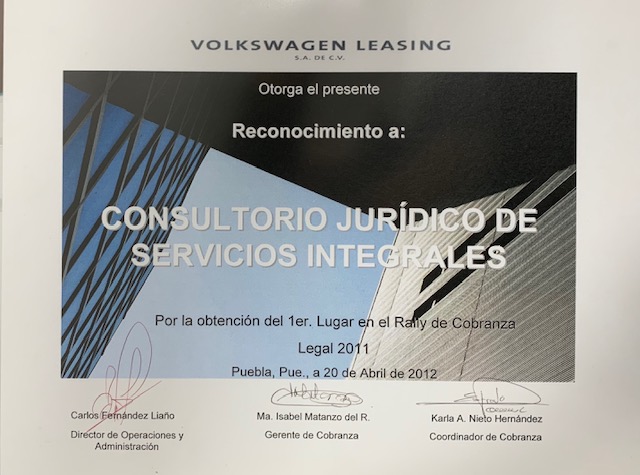 VOLKSWAGEN LEASING
S.A. DE C.V.
Otorga el presente
Reconocimiento a:
CONSULTORIO JURÍDICO DE
SERVICIOS INTEGRALES
Por la obtención del 1er. Lugar en el Rally de Cobranza
Legal 2011
Puebla, Pue., a 20 de Abril de 2012
Carlos Fernández Liaño
Director de Operaciones y
Administración
Ma. Isabel Matanzo del R.
Gerente de Cobranza
Karla A. Nieto Hernández
Coordinador de Cobranza